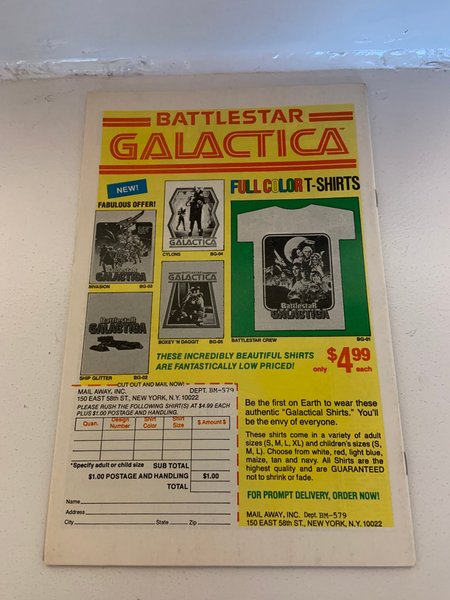 BATTLESTAR
GALACTICA™
NEW!
FABULOUS OFFER!
FULL COLOR T-SHIRTS
GALACTICA
CYLONS BG-04
Battlestar
GALACTICA
INVASION BG-03
GALACTICA
BOXEY 'N DAGGIT BG-05
Battlestar
GALACTICA
SHIP GLITTER BG-02
Battlestar
GALACTICA
BATTLESTAR CREW BG-01
THESE INCREDIBLY BEAUTIFUL SHIRTS
ARE FANTASTICALLY LOW PRICED!
only $4.99 each
CUT OUT AND MAIL NOW!
MAIL AWAY, INC. DEPT. BM-579
150 EAST 58th ST., NEW YORK, N.Y. 10022
PLEASE RUSH THE FOLLOWING SHIRT(S) AT $4.99 EACH
PLUS $1.00 POSTAGE AND HANDLING.
Quan. Design Number Shirt Color Shirt Size $ Amount $
*Specify adult or child size SUB TOTAL
$1.00 POSTAGE AND HANDLING $1.00
TOTAL
Name
Address
City State Zip
Be the first on Earth to wear these
authentic "Galactical Shirts." You'll
be the envy of everyone.
These shirts come in a variety of adult
sizes (S, M, L, XL) and children's sizes (S,
M, L). Choose from white, red, light blue,
maize, tan and navy. All Shirts are the
highest quality and are GUARANTEED
not to shrink or fade.
FOR PROMPT DELIVERY, ORDER NOW!
MAIL AWAY, INC. Dept. BM-579
150 EAST 58th ST., NEW YORK, N.Y. 10022